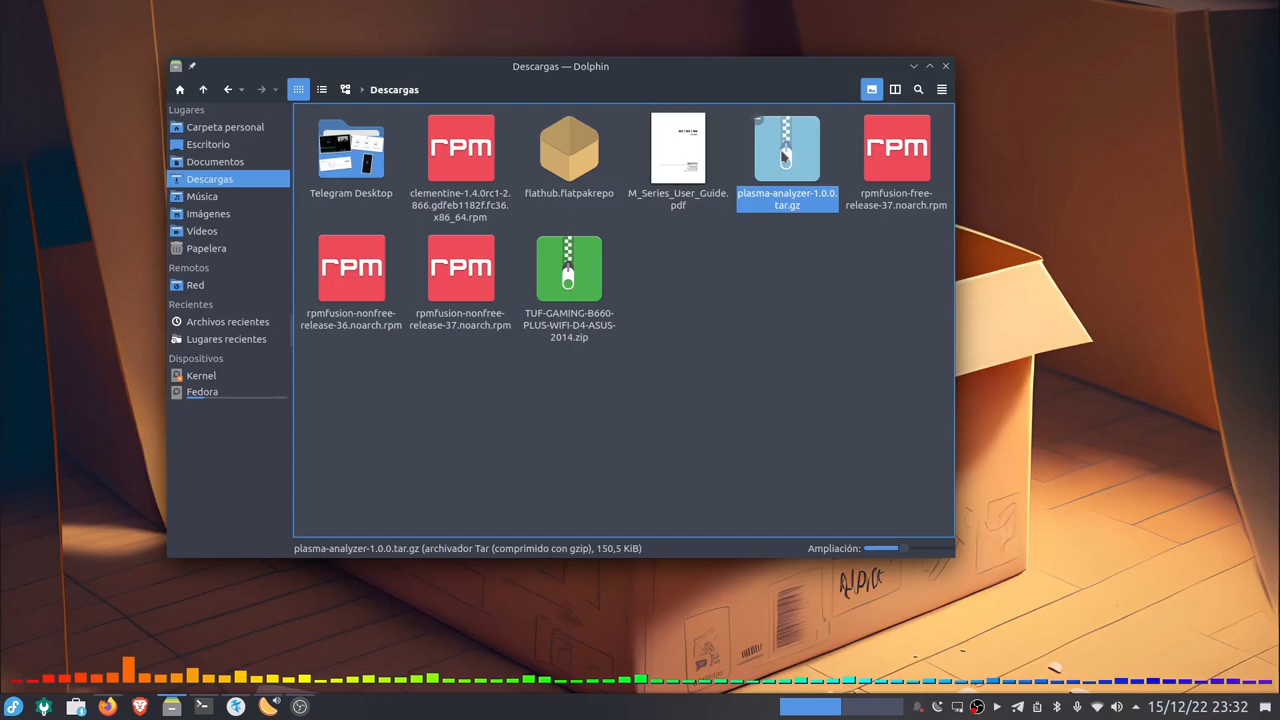 Descargas — Dolphin
Descargas
Lugares
Carpeta personal
Escritorio
Documentos
Descargas
Música
Imágenes
Vídeos
Papelera
Remotos
Red
Recientes
Archivos recientes
Lugares recientes
Dispositivos
Kernel
Fedora
Telegram Desktop
rpm
clementine-1.4.0rc1-2.
866.gdfeb1182f.fc36.
x86_64.rpm
flathub.flatpakrepo
M_Series_User_Guide.
pdf
plasma-analyzer-1.0.0.
tar.gz
rpm
rpmfusion-free-
release-37.noarch.rpm
rpm
rpmfusion-nonfree-
release-36.noarch.rpm
rpm
rpmfusion-nonfree-
release-37.noarch.rpm
TUF-GAMING-B660-
PLUS-WIFI-D4-ASUS-
2014.zip
plasma-analyzer-1.0.0.tar.gz (archivador Tar (comprimido con gzip), 150,5 KiB)
Ampliación:
15/12/22 23:32